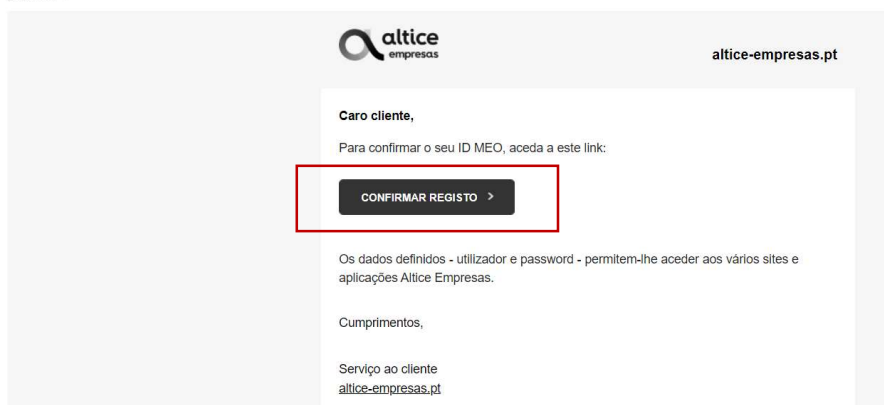 altice
empresas
altice-empresas.pt
Caro cliente,
Para confirmar o seu ID MEO, aceda a este link:
CONFIRMAR REGISTO >
Os dados definidos - utilizador e password - permitem-lhe aceder aos vários sites e
aplicações Altice Empresas.
Cumprimentos,
Serviço ao cliente
altice-empresas.pt